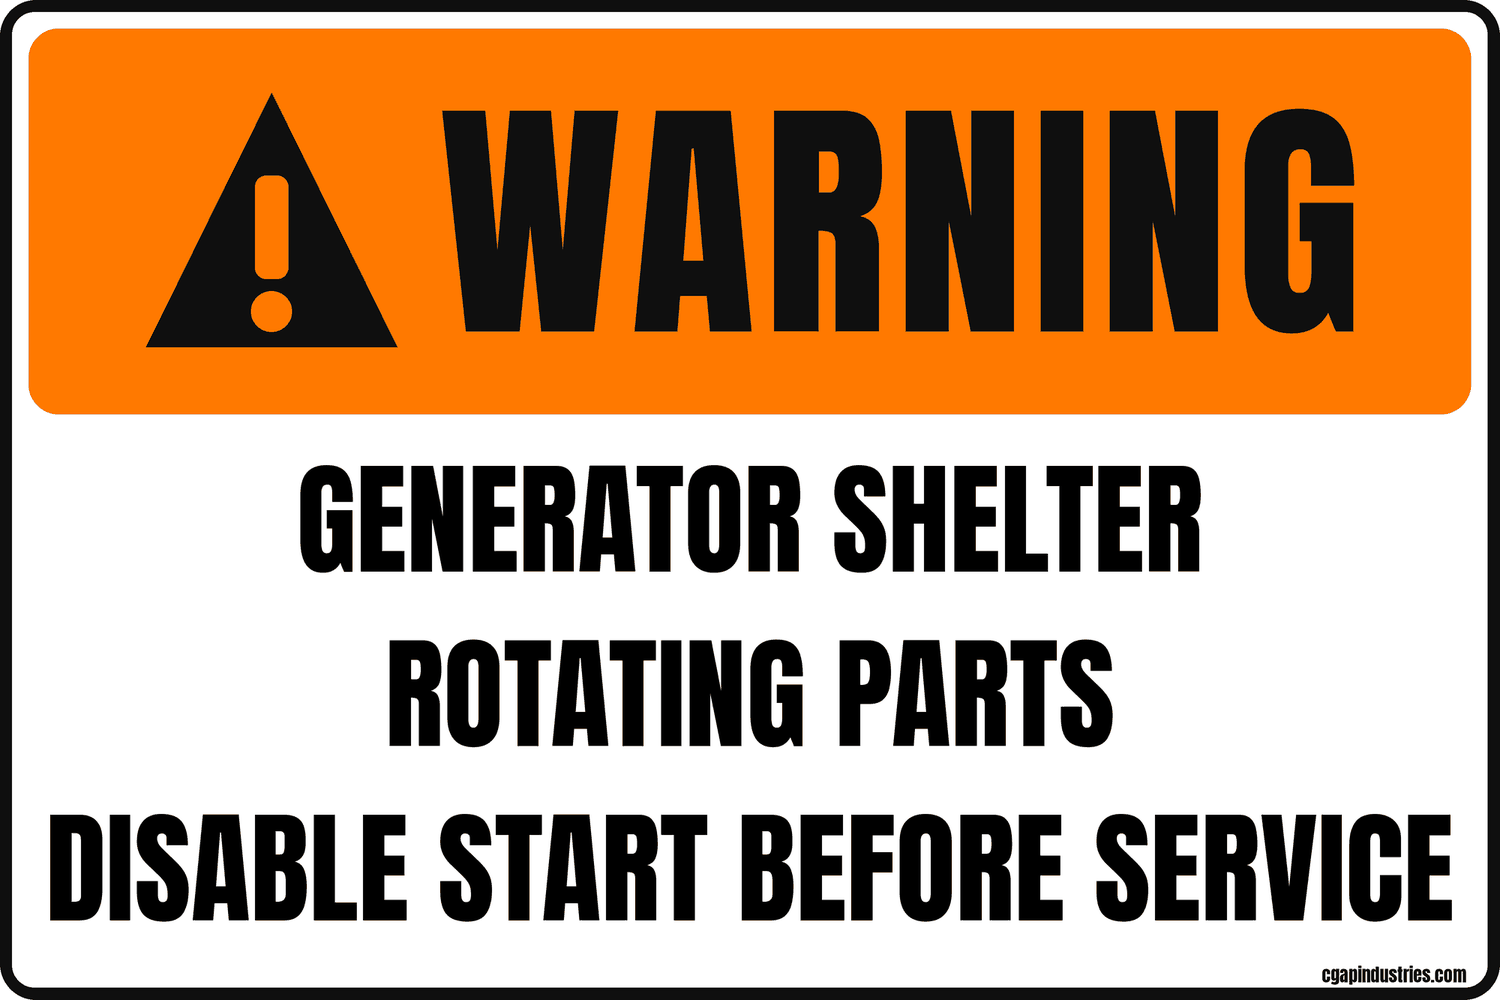 WARNING
GENERATOR SHELTER
ROTATING PARTS
DISABLE START BEFORE SERVICE
cgapindustries.com